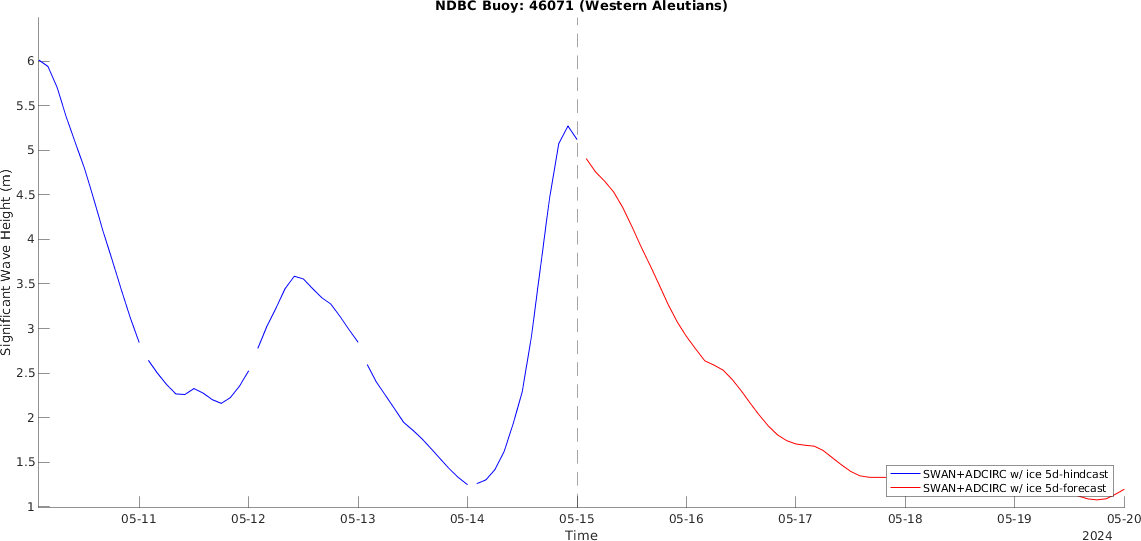 NDBC Buoy: 46071 (Western Aleutians)
Significant Wave Height (m)
6
5.5
5
4.5
4
3.5
3
2.5
2
1.5
1
SWAN+ADCIRC w/ ice 5d-hindcast
SWAN+ADCIRC w/ ice 5d-forecast
05-11 05-12 05-13 05-14 05-15 05-16 05-17 05-18 05-19 05-20
Time
2024